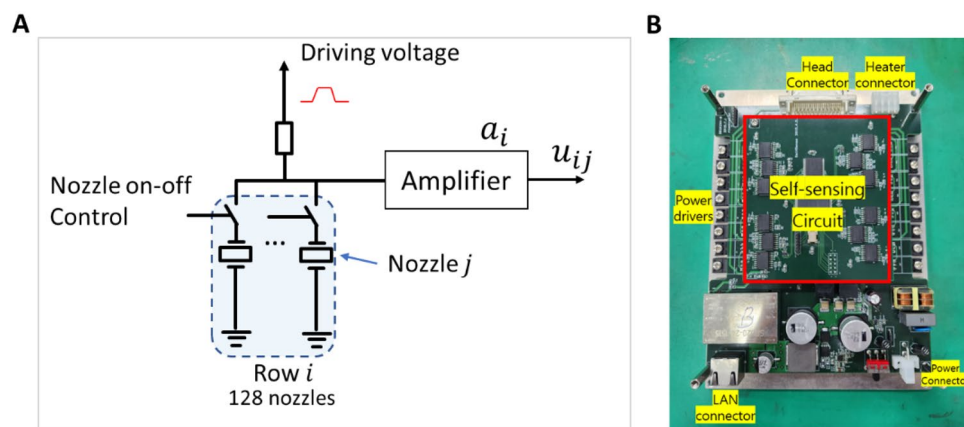 A
Driving voltage
a_i
u_ij
Amplifier
Nozzle on-off
Control
...
Nozzle j
Row i
128 nozzles
B
Head
Connector
Heater
connector
Self-sensing
Circuit
Power
drivers
Power
Connector
LAN
connector